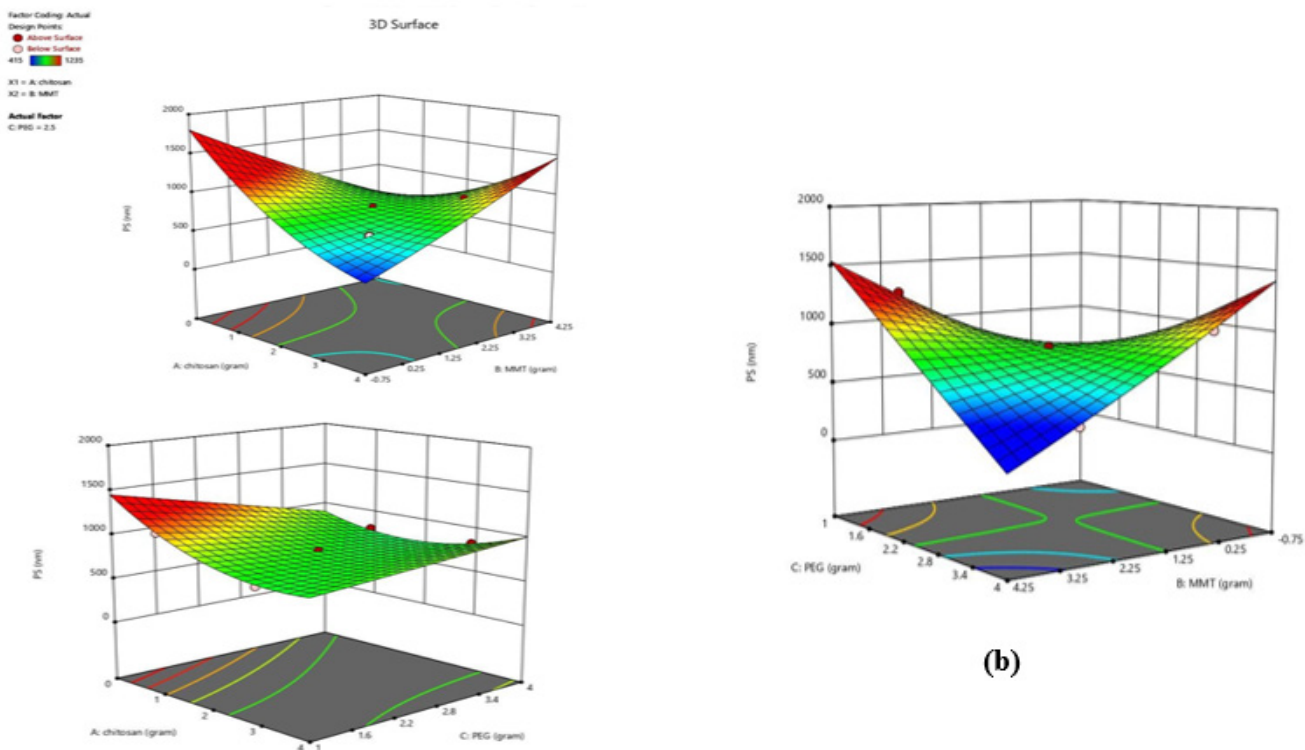 Factor Coding: Actual
3D Surface
Design Points:
Above Surface
Below Surface
415 1235
X1 = A: chitosan
X2 = B: MMT
Actual Factor
C: PEG = 2.5
2000
1500
1000
500
0
PS (nm)
0
1
2
3
4
A: chitosan (gram)
-0.75
0.25
1.25
2.25
3.25
4.25
B: MMT (gram)
2000
1500
1000
500
0
PS (nm)
0
1
2
3
4
A: chitosan (gram)
1
1.6
2.2
2.8
3.4
4
C: PEG (gram)
2000
1500
1000
500
0
PS (nm)
1
1.6
2.2
2.8
3.4
4
C: PEG (gram)
4.25
3.25
2.25
1.25
0.25
-0.75
B: MMT (gram)
(b)